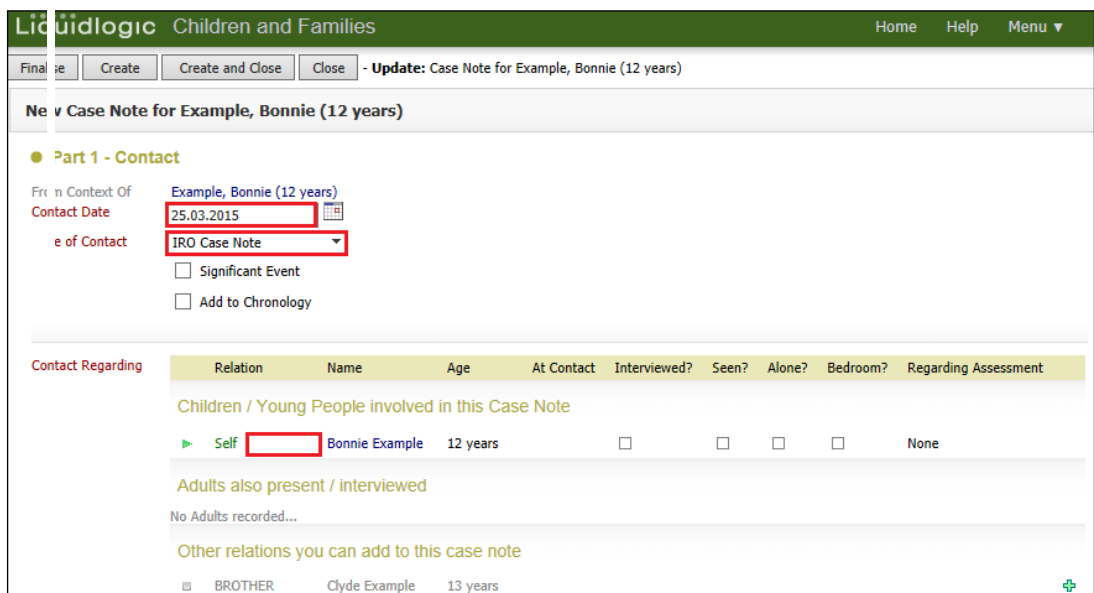 Liquidlogic Children and Families Home Help Menu ▼
Finalise Create Create and Close Close - Update: Case Note for Example, Bonnie (12 years)
New Case Note for Example, Bonnie (12 years)
Part 1 - Contact
From Context Of Example, Bonnie (12 years)
Contact Date 25.03.2015
e of Contact IRO Case Note
Significant Event
Add to Chronology
Contact Regarding Relation Name Age At Contact Interviewed? Seen? Alone? Bedroom? Regarding Assessment
Children / Young People involved in this Case Note
Self Bonnie Example 12 years None
Adults also present / interviewed
No Adults recorded...
Other relations you can add to this case note
BROTHER Clyde Example 13 years